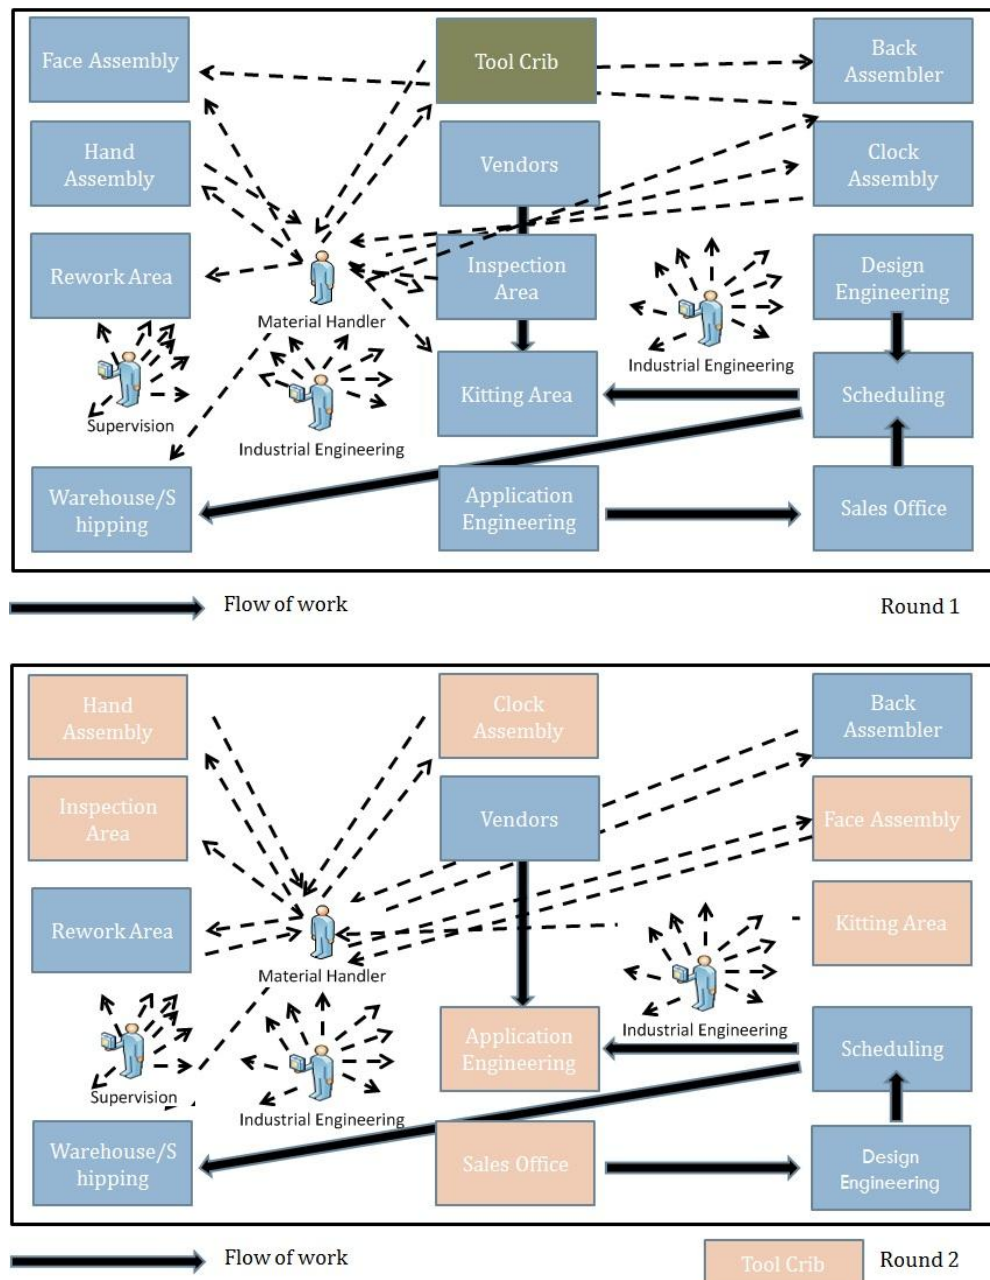 Face Assembly
Tool Crib
Back
Assembler
Hand
Assembly
Vendors
Clock
Assembly
Rework Area
Material Handler
Inspection
Area
Industrial Engineering
Design
Engineering
Supervision
Industrial Engineering
Kitting Area
Scheduling
Warehouse/S
hipping
Application
Engineering
Sales Office
Flow of work
Round 1
Hand
Assembly
Clock
Assembly
Back
Assembler
Inspection
Area
Vendors
Face Assembly
Rework Area
Material Handler
Kitting Area
Industrial Engineering
Supervision
Industrial Engineering
Application
Engineering
Scheduling
Warehouse/S
hipping
Sales Office
Design
Engineering
Flow of work
Tool Crib
Round 2